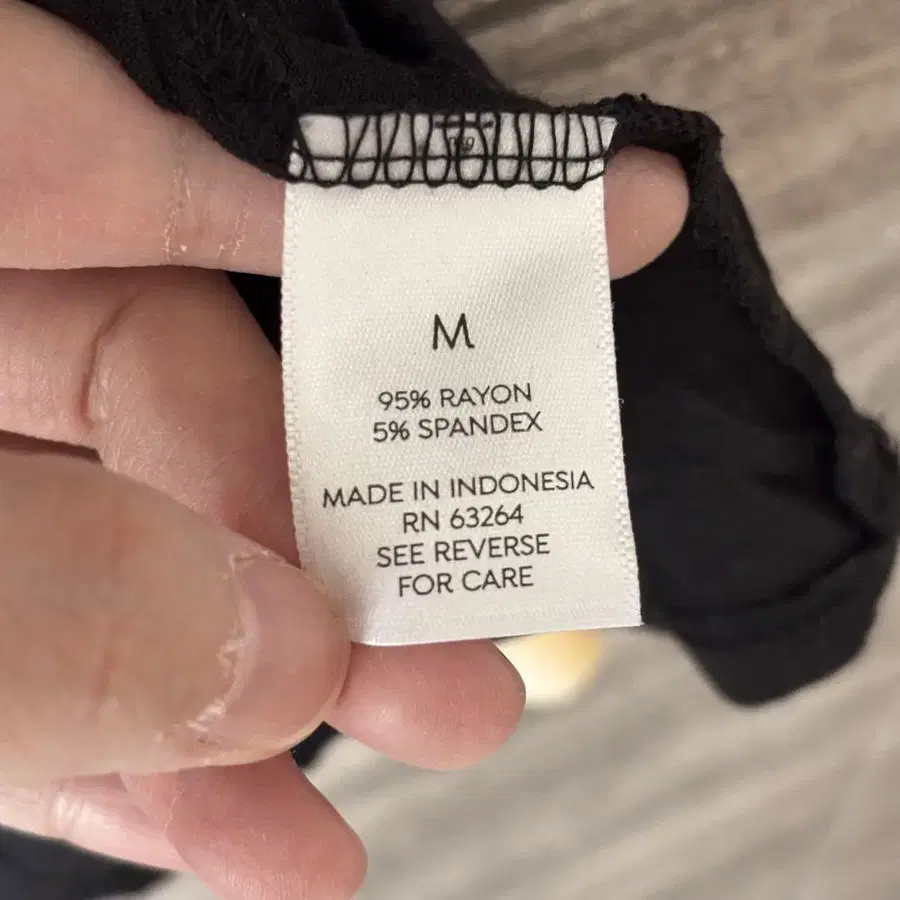 M
95% RAYON
5% SPANDEX
MADE IN INDONESIA
RN 63264
SEE REVERSE
FOR CARE